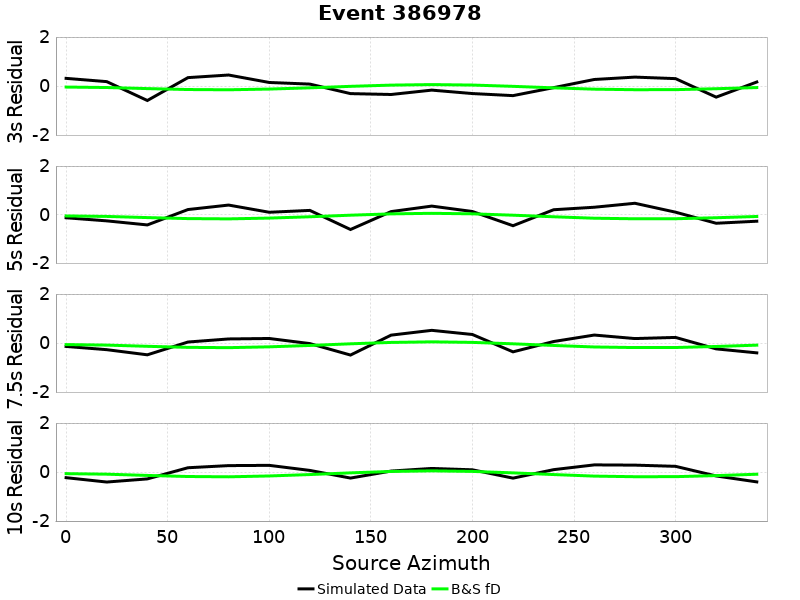 Event 386978
3s Residual
2
0
-2
5s Residual
2
0
-2
7.5s Residual
2
0
-2
10s Residual
2
0
-2
0 50 100 150 200 250 300
Source Azimuth
Simulated Data B&S fD